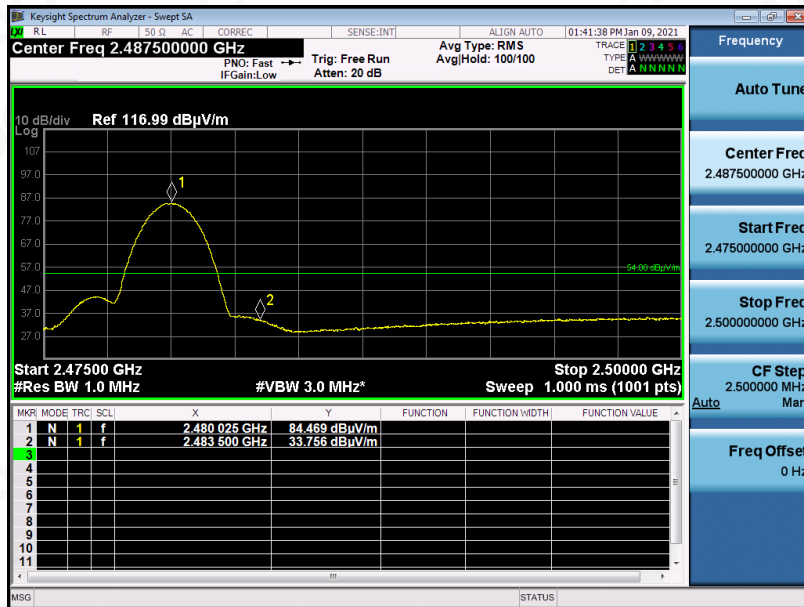 Keysight Spectrum Analyzer - Swept SA
LXI RL RF 50 Ω AC CORREC SENSE:INT ALIGN AUTO 01:41:38 PM Jan 09, 2021
Center Freq 2.487500000 GHz
PNO: Fast
IFGain:Low
Trig: Free Run
Atten: 20 dB
Avg Type: RMS
Avg|Hold: 100/100
TRACE 1 2 3 4 5 6
TYPE A W W W W W
DET A N N N N N
10 dB/div Ref 116.99 dBµV/m
Log
107
97.0
87.0
77.0
67.0
57.0
47.0
37.0
27.0
1
2
54.00 dBµV/m
Start 2.47500 GHz Stop 2.50000 GHz
#Res BW 1.0 MHz #VBW 3.0 MHz* Sweep 1.000 ms (1001 pts)
MKR MODE TRC SCL X Y FUNCTION FUNCTION WIDTH FUNCTION VALUE
1 N 1 f 2.480 025 GHz 84.469 dBµV/m
2 N 1 f 2.483 500 GHz 33.756 dBµV/m
3
4
5
6
7
8
9
10
11
MSG STATUS
Frequency
Auto Tune
Center Freq
2.487500000 GHz
Start Freq
2.475000000 GHz
Stop Freq
2.500000000 GHz
CF Step
2.500000 MHz
Auto Man
Freq Offset
0 Hz